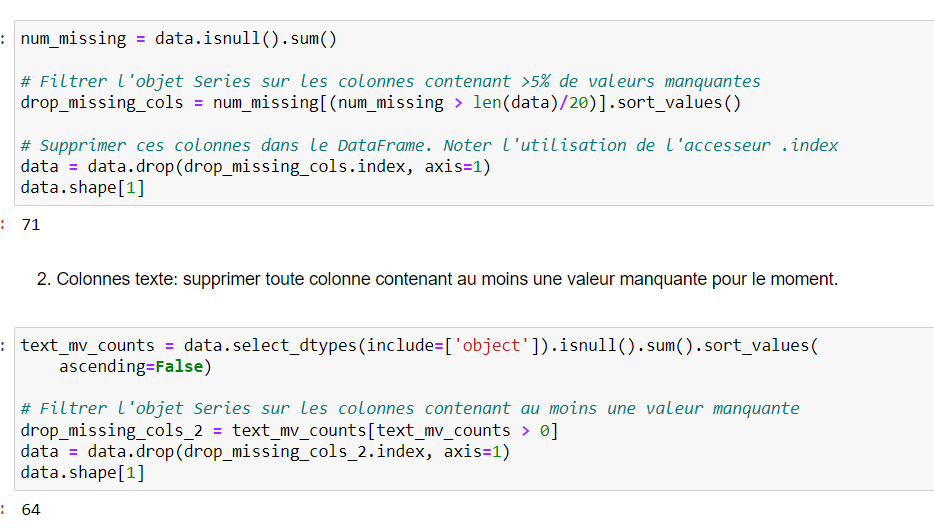 : num_missing = data.isnull().sum()
# Filtrer l'objet Series sur les colonnes contenant >5% de valeurs manquantes
drop_missing_cols = num_missing[(num_missing > len(data)/20)].sort_values()
# Supprimer ces colonnes dans le DataFrame. Noter l'utilisation de l'accesseur .index
data = data.drop(drop_missing_cols.index, axis=1)
data.shape[1]
: 71
2. Colonnes texte: supprimer toute colonne contenant au moins une valeur manquante pour le moment.
: text_mv_counts = data.select_dtypes(include=['object']).isnull().sum().sort_values(
    ascending=False)
# Filtrer l'objet Series sur les colonnes contenant au moins une valeur manquante
drop_missing_cols_2 = text_mv_counts[text_mv_counts > 0]
data = data.drop(drop_missing_cols_2.index, axis=1)
data.shape[1]
: 64